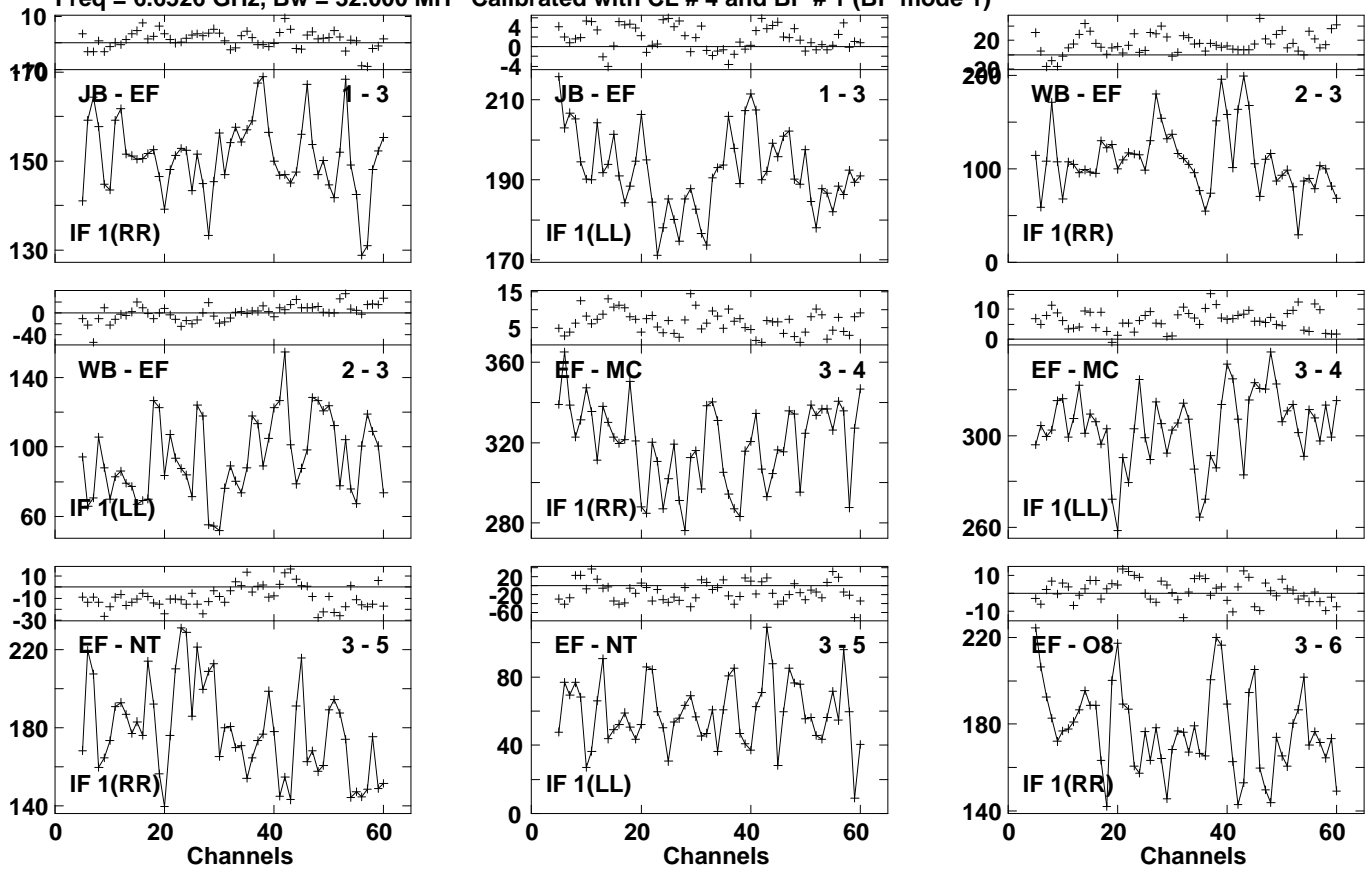 Freq = 6.6526 GHz, Bw = 32.000 MH Calibrated with CL # 4 and BP # 1 (BP mode 1)
10
0
170
150
130
JB - EF 1 - 3
IF 1(RR)
4
2
0
-4
210
190
170
JB - EF 1 - 3
IF 1(LL)
20
-20
200
100
0
WB - EF 2 - 3
IF 1(RR)
0
-40
140
100
60
WB - EF 2 - 3
IF 1(LL)
15
5
360
320
280
EF - MC 3 - 4
IF 1(RR)
10
0
300
260
EF - MC 3 - 4
IF 1(LL)
10
-10
-30
220
180
140
EF - NT 3 - 5
IF 1(RR)
20
-20
-60
80
40
0
EF - NT 3 - 5
IF 1(LL)
10
-10
220
180
140
EF - O8 3 - 6
IF 1(RR)
0 20 40 60
0 20 40 60
0 20 40 60
Channels
Channels
Channels